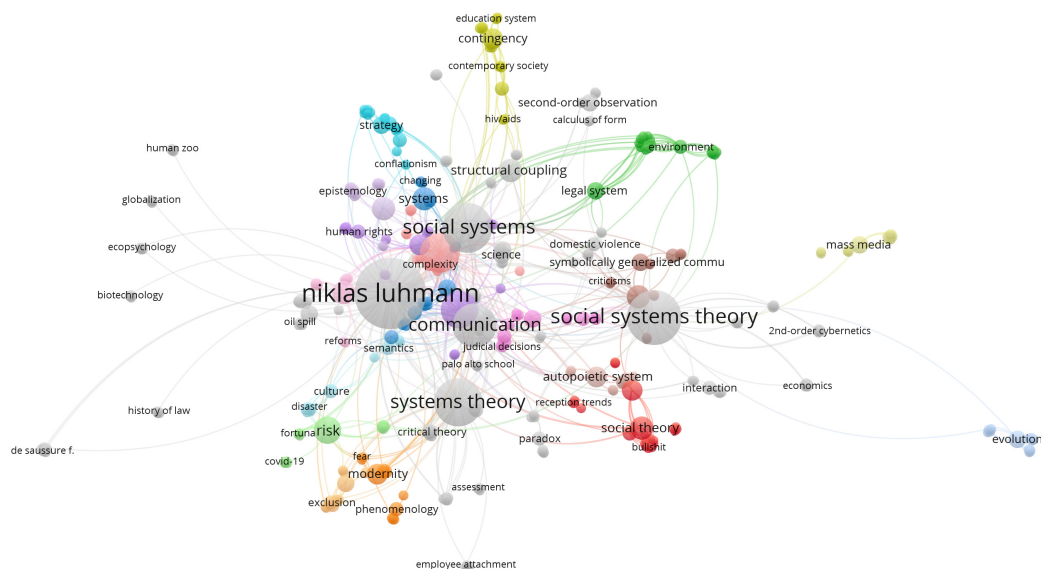 education system
contingency
contemporary society
second-order observation
hiv/aids
calculus of form
strategy
environment
human zoo
conflationism
structural coupling
changing
epistemology
legal system
globalization
systems
social systems
human rights
domestic violence
mass media
ecopsychology
science
complexity
symbolically generalized commu
criticisms
biotechnology
niklas luhmann
oil spill
communication
social systems theory
2nd-order cybernetics
reforms
semantics
judicial decisions
palo alto school
autopoietic system
interaction
economics
culture
disaster
systems theory
reception trends
history of law
fortuna
risk
critical theory
social theory
paradox
evolution
bullshit
de saussure f.
fear
covid-19
modernity
assessment
exclusion
phenomenology
employee attachment